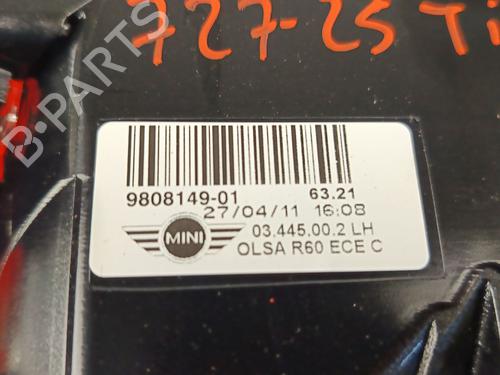 727-25 Ti
9808149-01 63.21
27/04/11 16:08
MINI
03.445.00.2 LH
OLSA R60 ECE C
B-PARTS